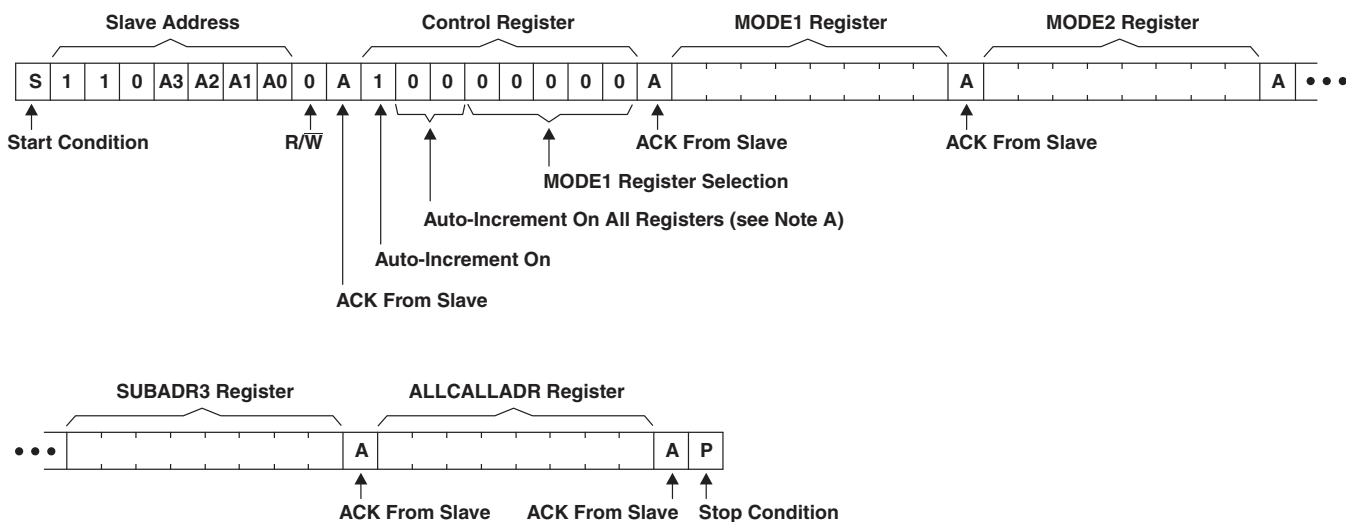 Slave Address Control Register MODE1 Register MODE2 Register
S 1 1 0 A3 A2 A1 A0 0 A 1 0 0 0 0 0 0 0 A A A •••
Start Condition R/W̅ ACK From Slave ACK From Slave
MODE1 Register Selection
Auto-Increment On All Registers (see Note A)
Auto-Increment On
ACK From Slave
SUBADR3 Register ALLCALLADR Register
••• A A P
ACK From Slave ACK From Slave Stop Condition